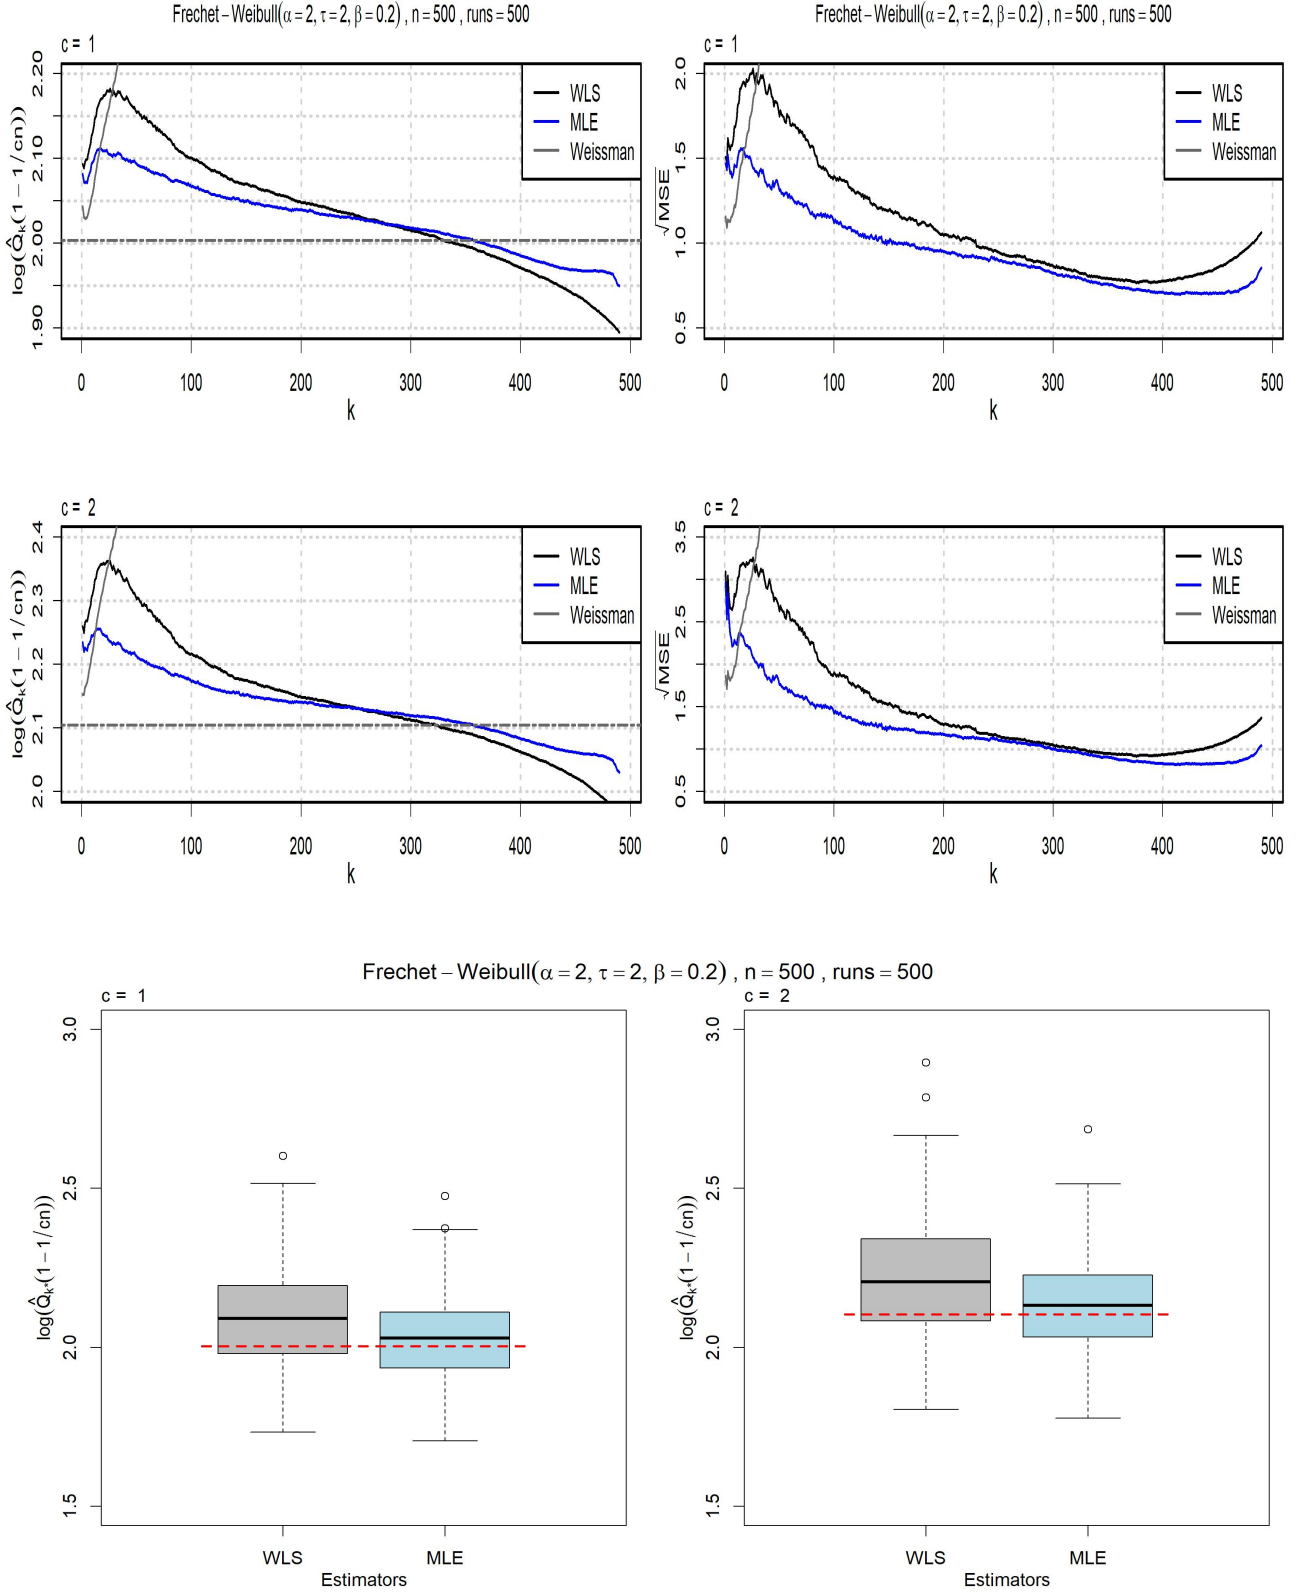 Frechet−Weibull(α = 2, τ = 2, β = 0.2) , n = 500 , runs = 500
c = 1
log(Q̂k(1 − 1/cn))
2.20
2.10
2.00
1.90
WLS
MLE
Weissman
0 100 200 300 400 500
k
Frechet−Weibull(α = 2, τ = 2, β = 0.2) , n = 500 , runs = 500
c = 1
√MSE
2.0
1.5
1.0
0.5
WLS
MLE
Weissman
0 100 200 300 400 500
k
c = 2
log(Q̂k(1 − 1/cn))
2.4
2.3
2.2
2.1
2.0
WLS
MLE
Weissman
0 100 200 300 400 500
k
c = 2
√MSE
3.5
2.5
1.5
0.5
WLS
MLE
Weissman
0 100 200 300 400 500
k
Frechet − Weibull(α = 2, τ = 2, β = 0.2) , n = 500 , runs = 500
c = 1
log(Q̂k*(1 − 1/cn))
3.0
2.5
2.0
1.5
WLS MLE
Estimators
c = 2
log(Q̂k*(1 − 1/cn))
3.0
2.5
2.0
1.5
WLS MLE
Estimators